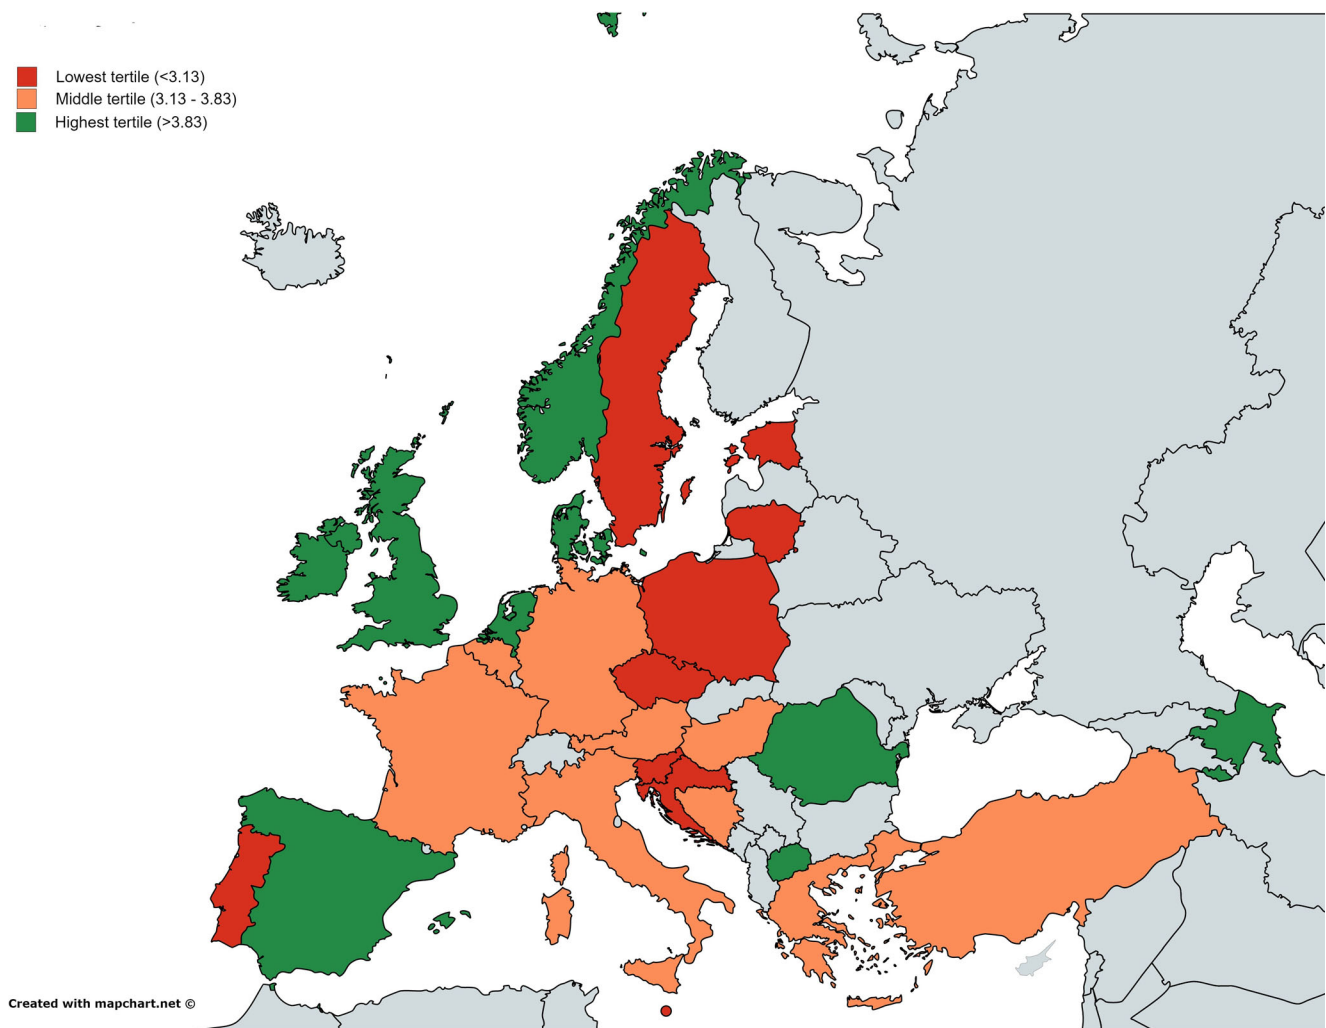 Lowest tertile (<3.13)
Middle tertile (3.13 - 3.83)
Highest tertile (>3.83)
Created with mapchart.net ©